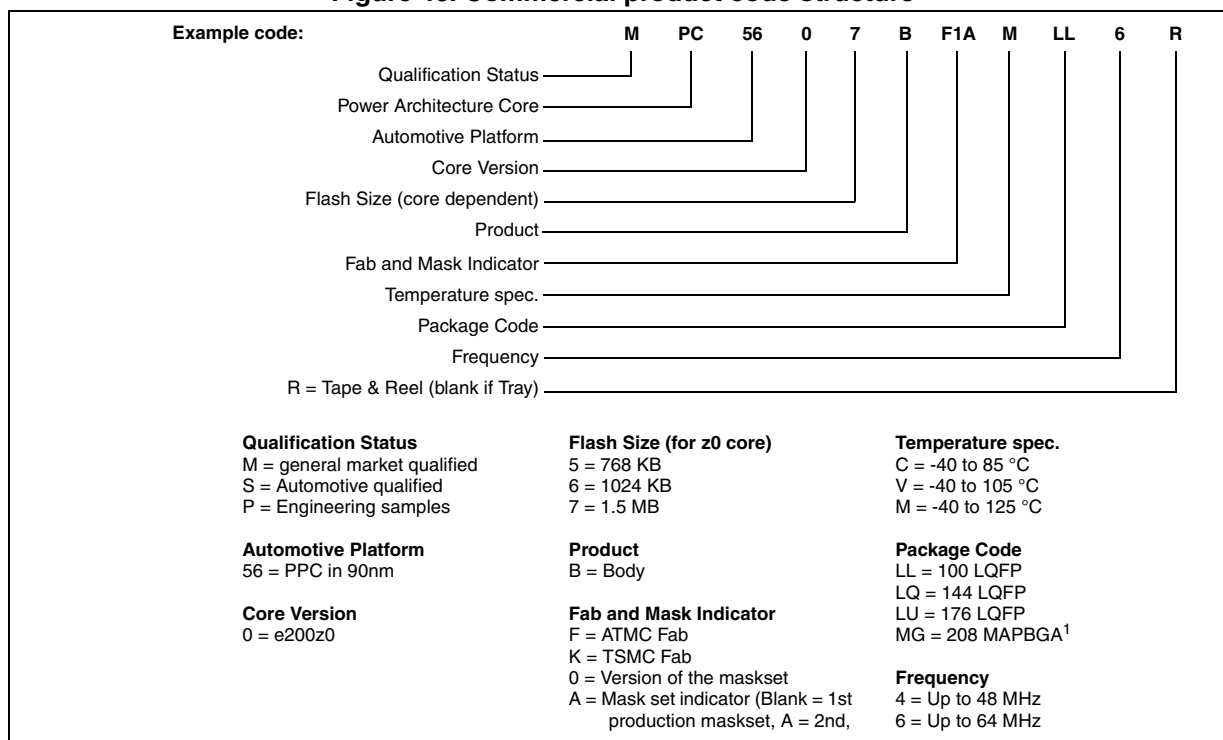 Example code: M PC 56 0 7 B F1A M LL 6 R
Qualification Status
Power Architecture Core
Automotive Platform
Core Version
Flash Size (core dependent)
Product
Fab and Mask Indicator
Temperature spec.
Package Code
Frequency
R = Tape & Reel (blank if Tray)
Qualification Status
M = general market qualified
S = Automotive qualified
P = Engineering samples
Automotive Platform
56 = PPC in 90nm
Core Version
0 = e200z0
Flash Size (for z0 core)
5 = 768 KB
6 = 1024 KB
7 = 1.5 MB
Product
B = Body
Fab and Mask Indicator
F = ATMC Fab
K = TSMC Fab
0 = Version of the maskset
A = Mask set indicator (Blank = 1st
production maskset, A = 2nd,
Temperature spec.
C = -40 to 85 °C
V = -40 to 105 °C
M = -40 to 125 °C
Package Code
LL = 100 LQFP
LQ = 144 LQFP
LU = 176 LQFP
MG = 208 MAPBGA1
Frequency
4 = Up to 48 MHz
6 = Up to 64 MHz